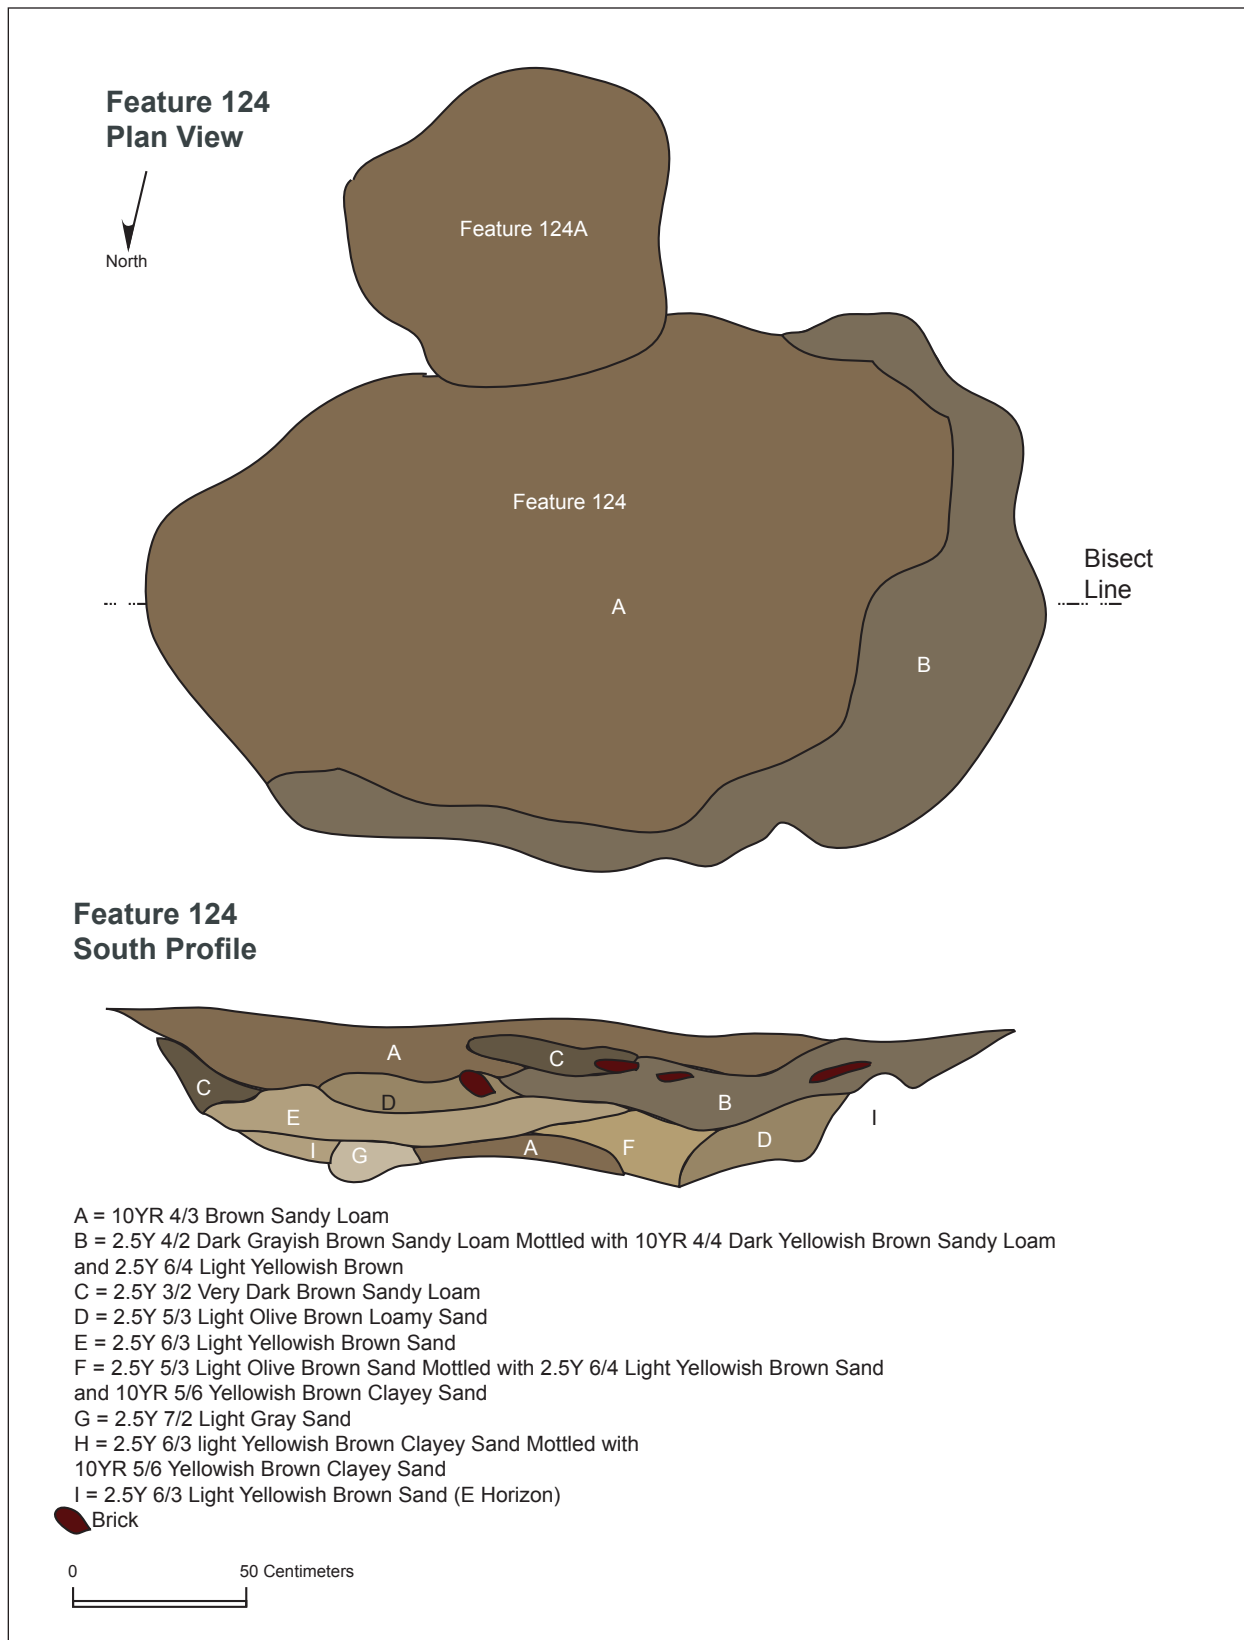 Feature 124
Plan View
North
Feature 124A
Feature 124
A
B
Bisect
Line
Feature 124
South Profile
A
C
C
D
E
B
I
I
G
A
F
D
A = 10YR 4/3 Brown Sandy Loam
B = 2.5Y 4/2 Dark Grayish Brown Sandy Loam Mottled with 10YR 4/4 Dark Yellowish Brown Sandy Loam
and 2.5Y 6/4 Light Yellowish Brown
C = 2.5Y 3/2 Very Dark Brown Sandy Loam
D = 2.5Y 5/3 Light Olive Brown Loamy Sand
E = 2.5Y 6/3 Light Yellowish Brown Sand
F = 2.5Y 5/3 Light Olive Brown Sand Mottled with 2.5Y 6/4 Light Yellowish Brown Sand
and 10YR 5/6 Yellowish Brown Clayey Sand
G = 2.5Y 7/2 Light Gray Sand
H = 2.5Y 6/3 light Yellowish Brown Clayey Sand Mottled with
10YR 5/6 Yellowish Brown Clayey Sand
I = 2.5Y 6/3 Light Yellowish Brown Sand (E Horizon)
Brick
0 50 Centimeters